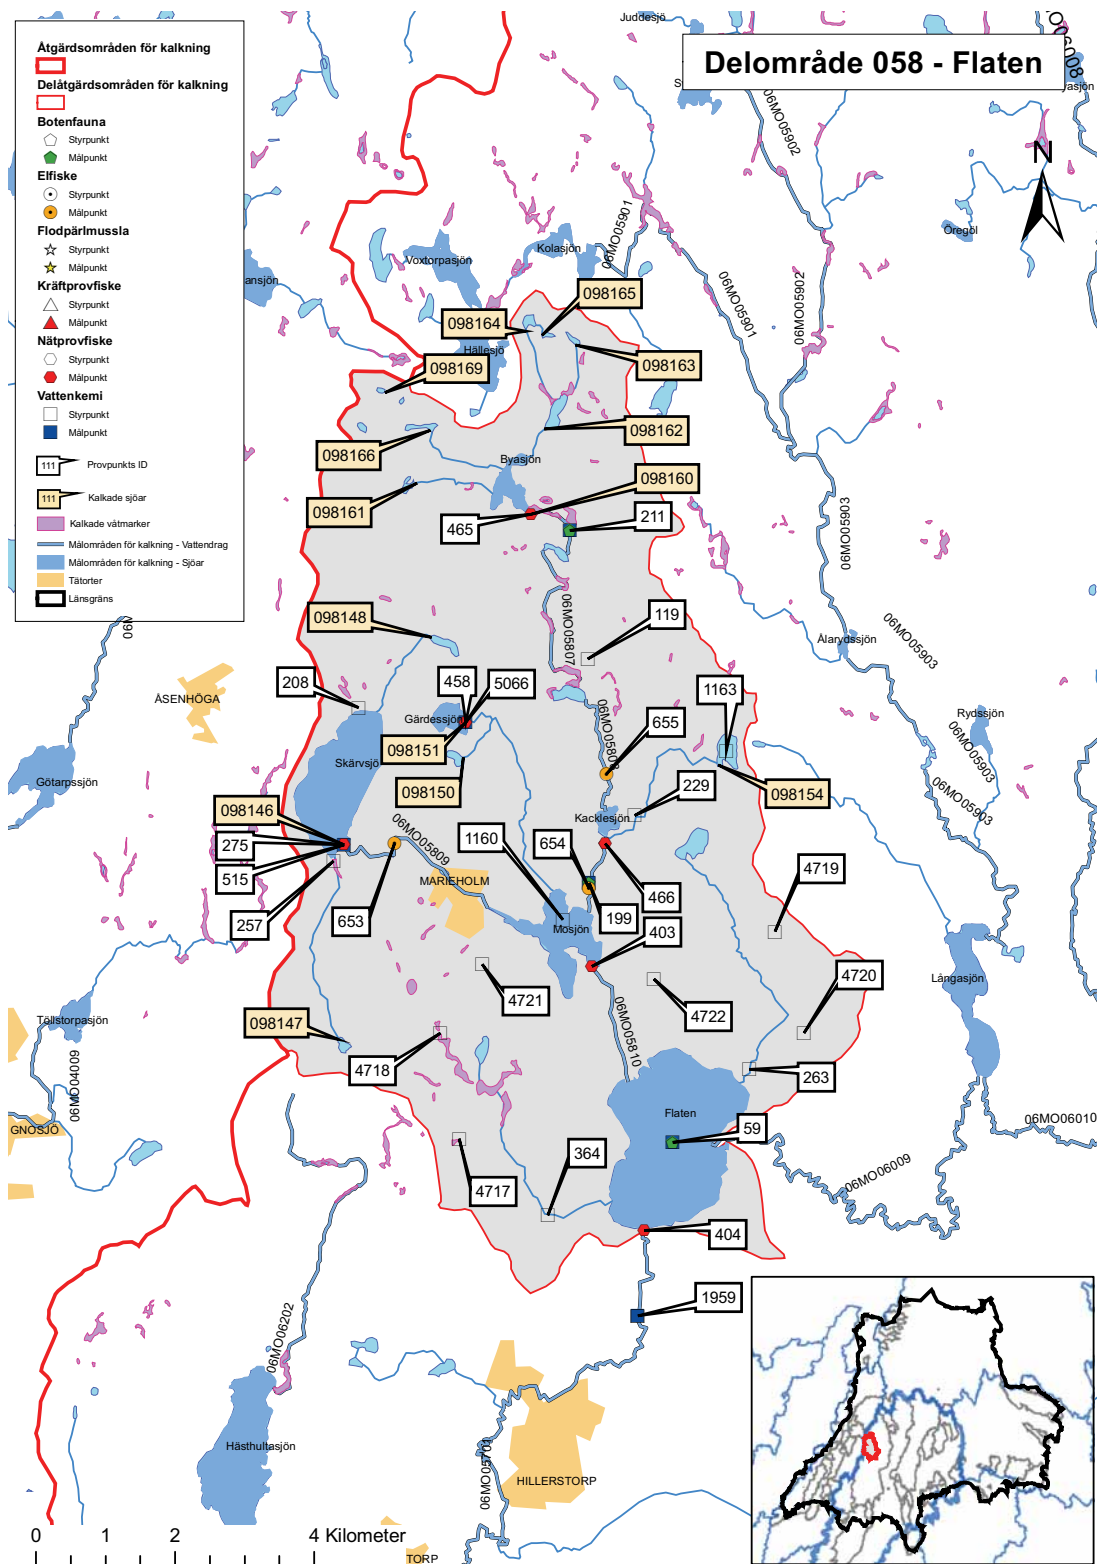 Delområde 058 - Flaten
Åtgärdsområden för kalkning
Delåtgärdsområden för kalkning
Botenfauna
Styrpunkt
Målpunkt
Elfiske
Styrpunkt
Målpunkt
Flodpärlmussla
Styrpunkt
Målpunkt
Kräftprovfiske
Styrpunkt
Målpunkt
Nätprovfiske
Styrpunkt
Målpunkt
Vattenkemi
Styrpunkt
Målpunkt
111 Provpunkts ID
111 Kalkade sjöar
Kalkade våtmarker
Målområden för kalkning - Vattendrag
Målområden för kalkning - Sjöar
Tätorter
Länsgräns
Juddesjö
06MO05902
N
Öregöl
06MO05901
Kolasjön
Voxtorpasjön
ansjön
098165
06MO05901
06MO05902
098164
Hällesjö
098163
098169
098162
098166
Byasjön
098160
098161
465
211
06MO05903
06MO05807
098148
119
Ålarydssjön
06MO05903
ÅSENHÖGA
208
458
5066
1163
Gärdessjön
655
Rydssjön
098151
Skärvsjö
06MO05903
Götarpssjön
098150
229
098154
06MO05903
098146
Kacklesjön
275
06MO05809
1160
654
515
MARIEHOLM
466
4719
257
653
199
Mosjön
403
4721
4722
4720
Långasjön
Töllstorpasjön
098147
06MO05810
4718
263
06MO04009
GNOSJÖ
Flaten
59
06MO06010
364
4717
06MO06009
404
1959
06MO06202
Hästhultasjön
06MO05701
HILLERSTORP
0 1 2 4 Kilometer
TORP